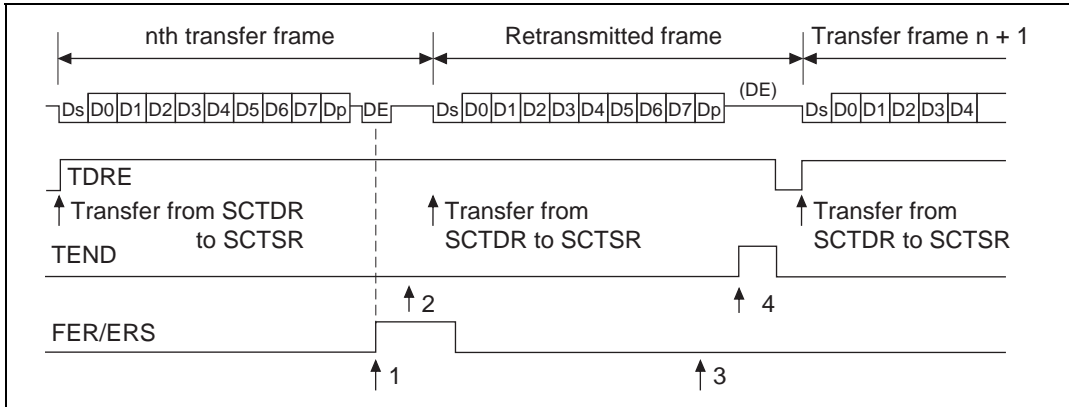 nth transfer frame Retransmitted frame Transfer frame n + 1
(DE)
Ds D0 D1 D2 D3 D4 D5 D6 D7 Dp DE Ds D0 D1 D2 D3 D4 D5 D6 D7 Dp Ds D0 D1 D2 D3 D4
TDRE
Transfer from SCTDR
to SCTSR
Transfer from
SCTDR to SCTSR
Transfer from
SCTDR to SCTSR
TEND
2
4
FER/ERS
1
3